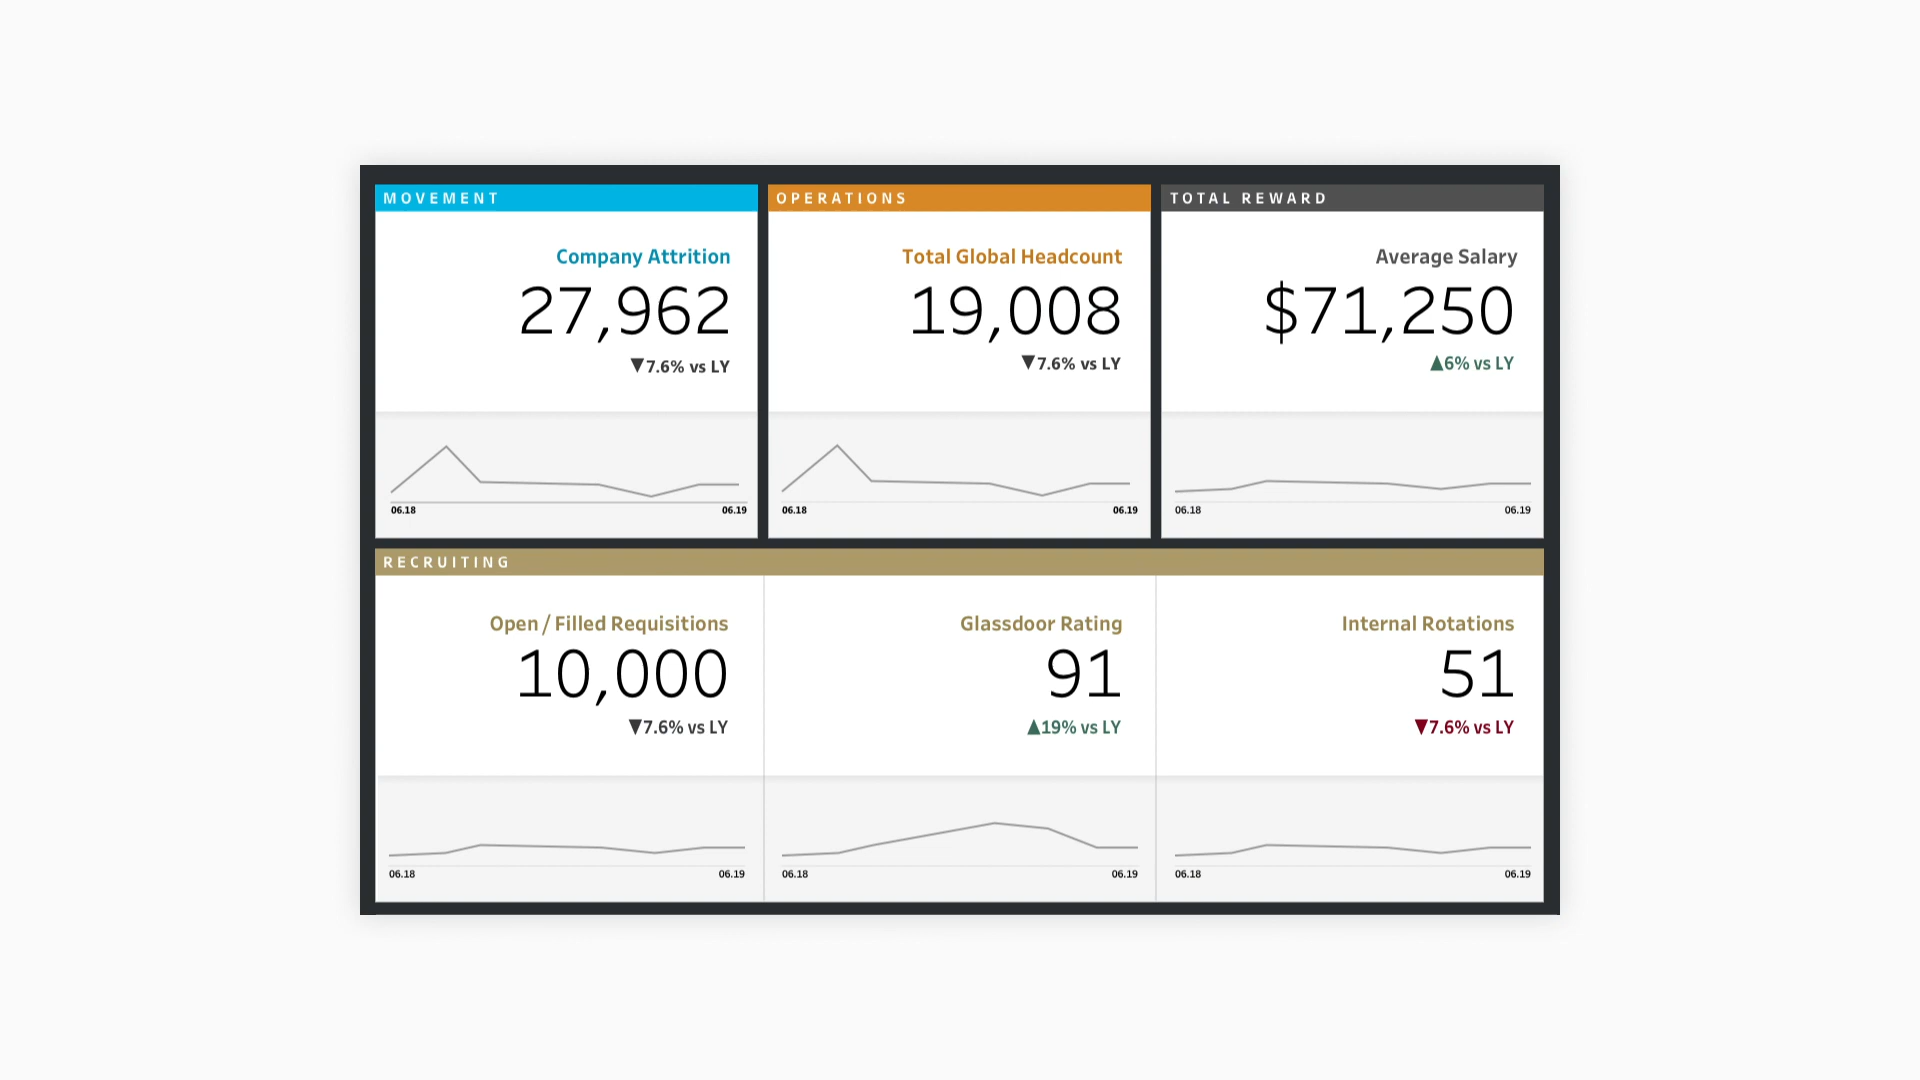 MOVEMENT
Company Attrition
27,962
▼7.6% vs LY
06.18 06.19
OPERATIONS
Total Global Headcount
19,008
▼7.6% vs LY
06.18 06.19
TOTAL REWARD
Average Salary
$71,250
▲6% vs LY
06.18 06.19
RECRUITING
Open / Filled Requisitions
10,000
▼7.6% vs LY
06.18 06.19
Glassdoor Rating
91
▲19% vs LY
06.18 06.19
Internal Rotations
51
▼7.6% vs LY
06.18 06.19